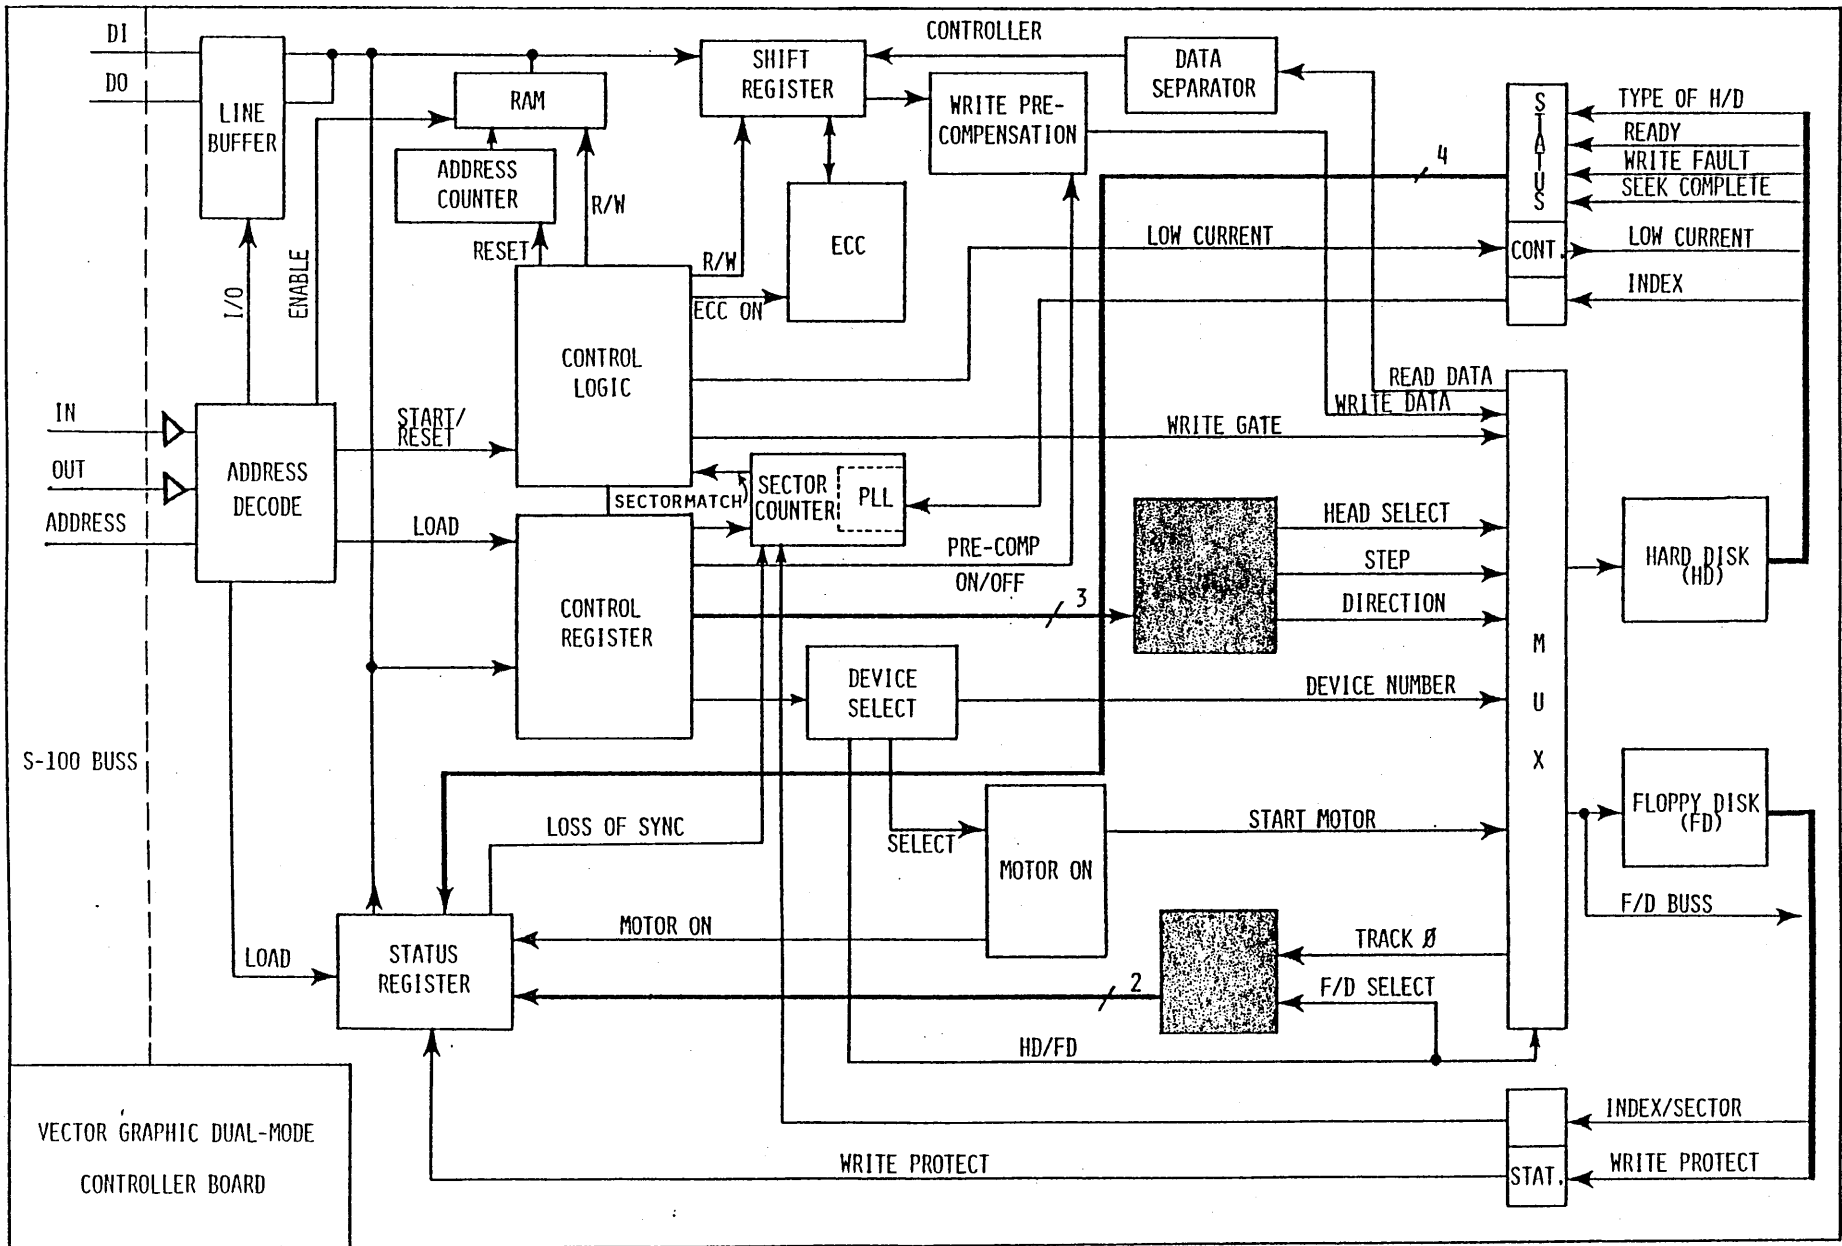 DI
DO
LINE
BUFFER
RAM
ADDRESS
COUNTER
SHIFT
REGISTER
CONTROLLER
DATA
SEPARATOR
WRITE PRE-
COMPENSATION
ECC
STATUS
TYPE OF H/D
READY
WRITE FAULT
SEEK COMPLETE
4
LOW CURRENT
CONT.
LOW CURRENT
INDEX
I/O
ENABLE
RESET
R/W
R/W
ECC ON
CONTROL
LOGIC
READ DATA
WRITE DATA
WRITE GATE
IN
OUT
ADDRESS
ADDRESS
DECODE
START/
RESET
LOAD
SECTORMATCH
SECTOR
COUNTER
PLL
PRE-COMP
ON/OFF
3
HEAD SELECT
STEP
DIRECTION
HARD DISK
(HD)
CONTROL
REGISTER
DEVICE
SELECT
DEVICE NUMBER
MUX
S-100 BUSS
FLOPPY DISK
(FD)
LOSS OF SYNC
SELECT
MOTOR ON
START MOTOR
F/D BUSS
LOAD
STATUS
REGISTER
MOTOR ON
2
TRACK Ø
F/D SELECT
HD/FD
INDEX/SECTOR
WRITE PROTECT
STAT.
WRITE PROTECT
VECTOR GRAPHIC DUAL-MODE
CONTROLLER BOARD